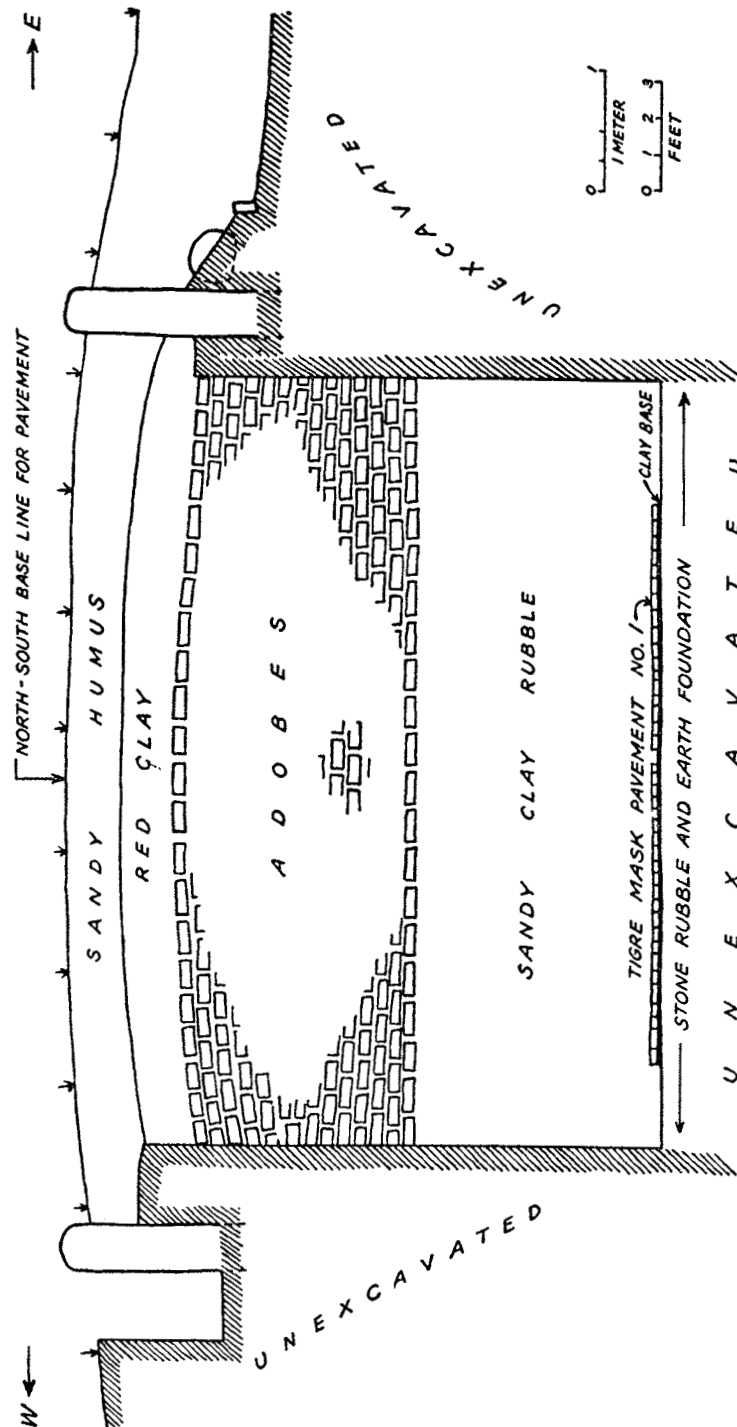 W
E
NORTH-SOUTH BASE LINE FOR PAVEMENT
SANDY HUMUS
RED CLAY
ADOBES
SANDY CLAY RUBBLE
TIGRE MASK PAVEMENT NO. 1
CLAY BASE
STONE RUBBLE AND EARTH FOUNDATION
UNEXCAVATED
UNEXCAVATED
0 1
1 METER
0 1 2 3
FEET